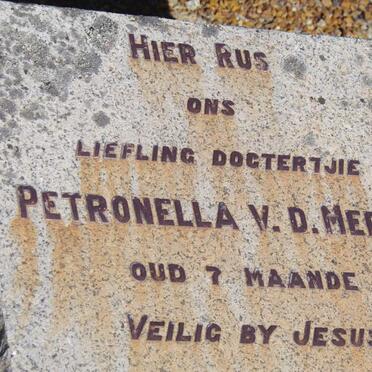 HIER RUS
ONS
LIEFLING DOGTERTJIE
PETRONELLA V. D. MER
OUD 7 MAANDE
VEILIG BY JESUS